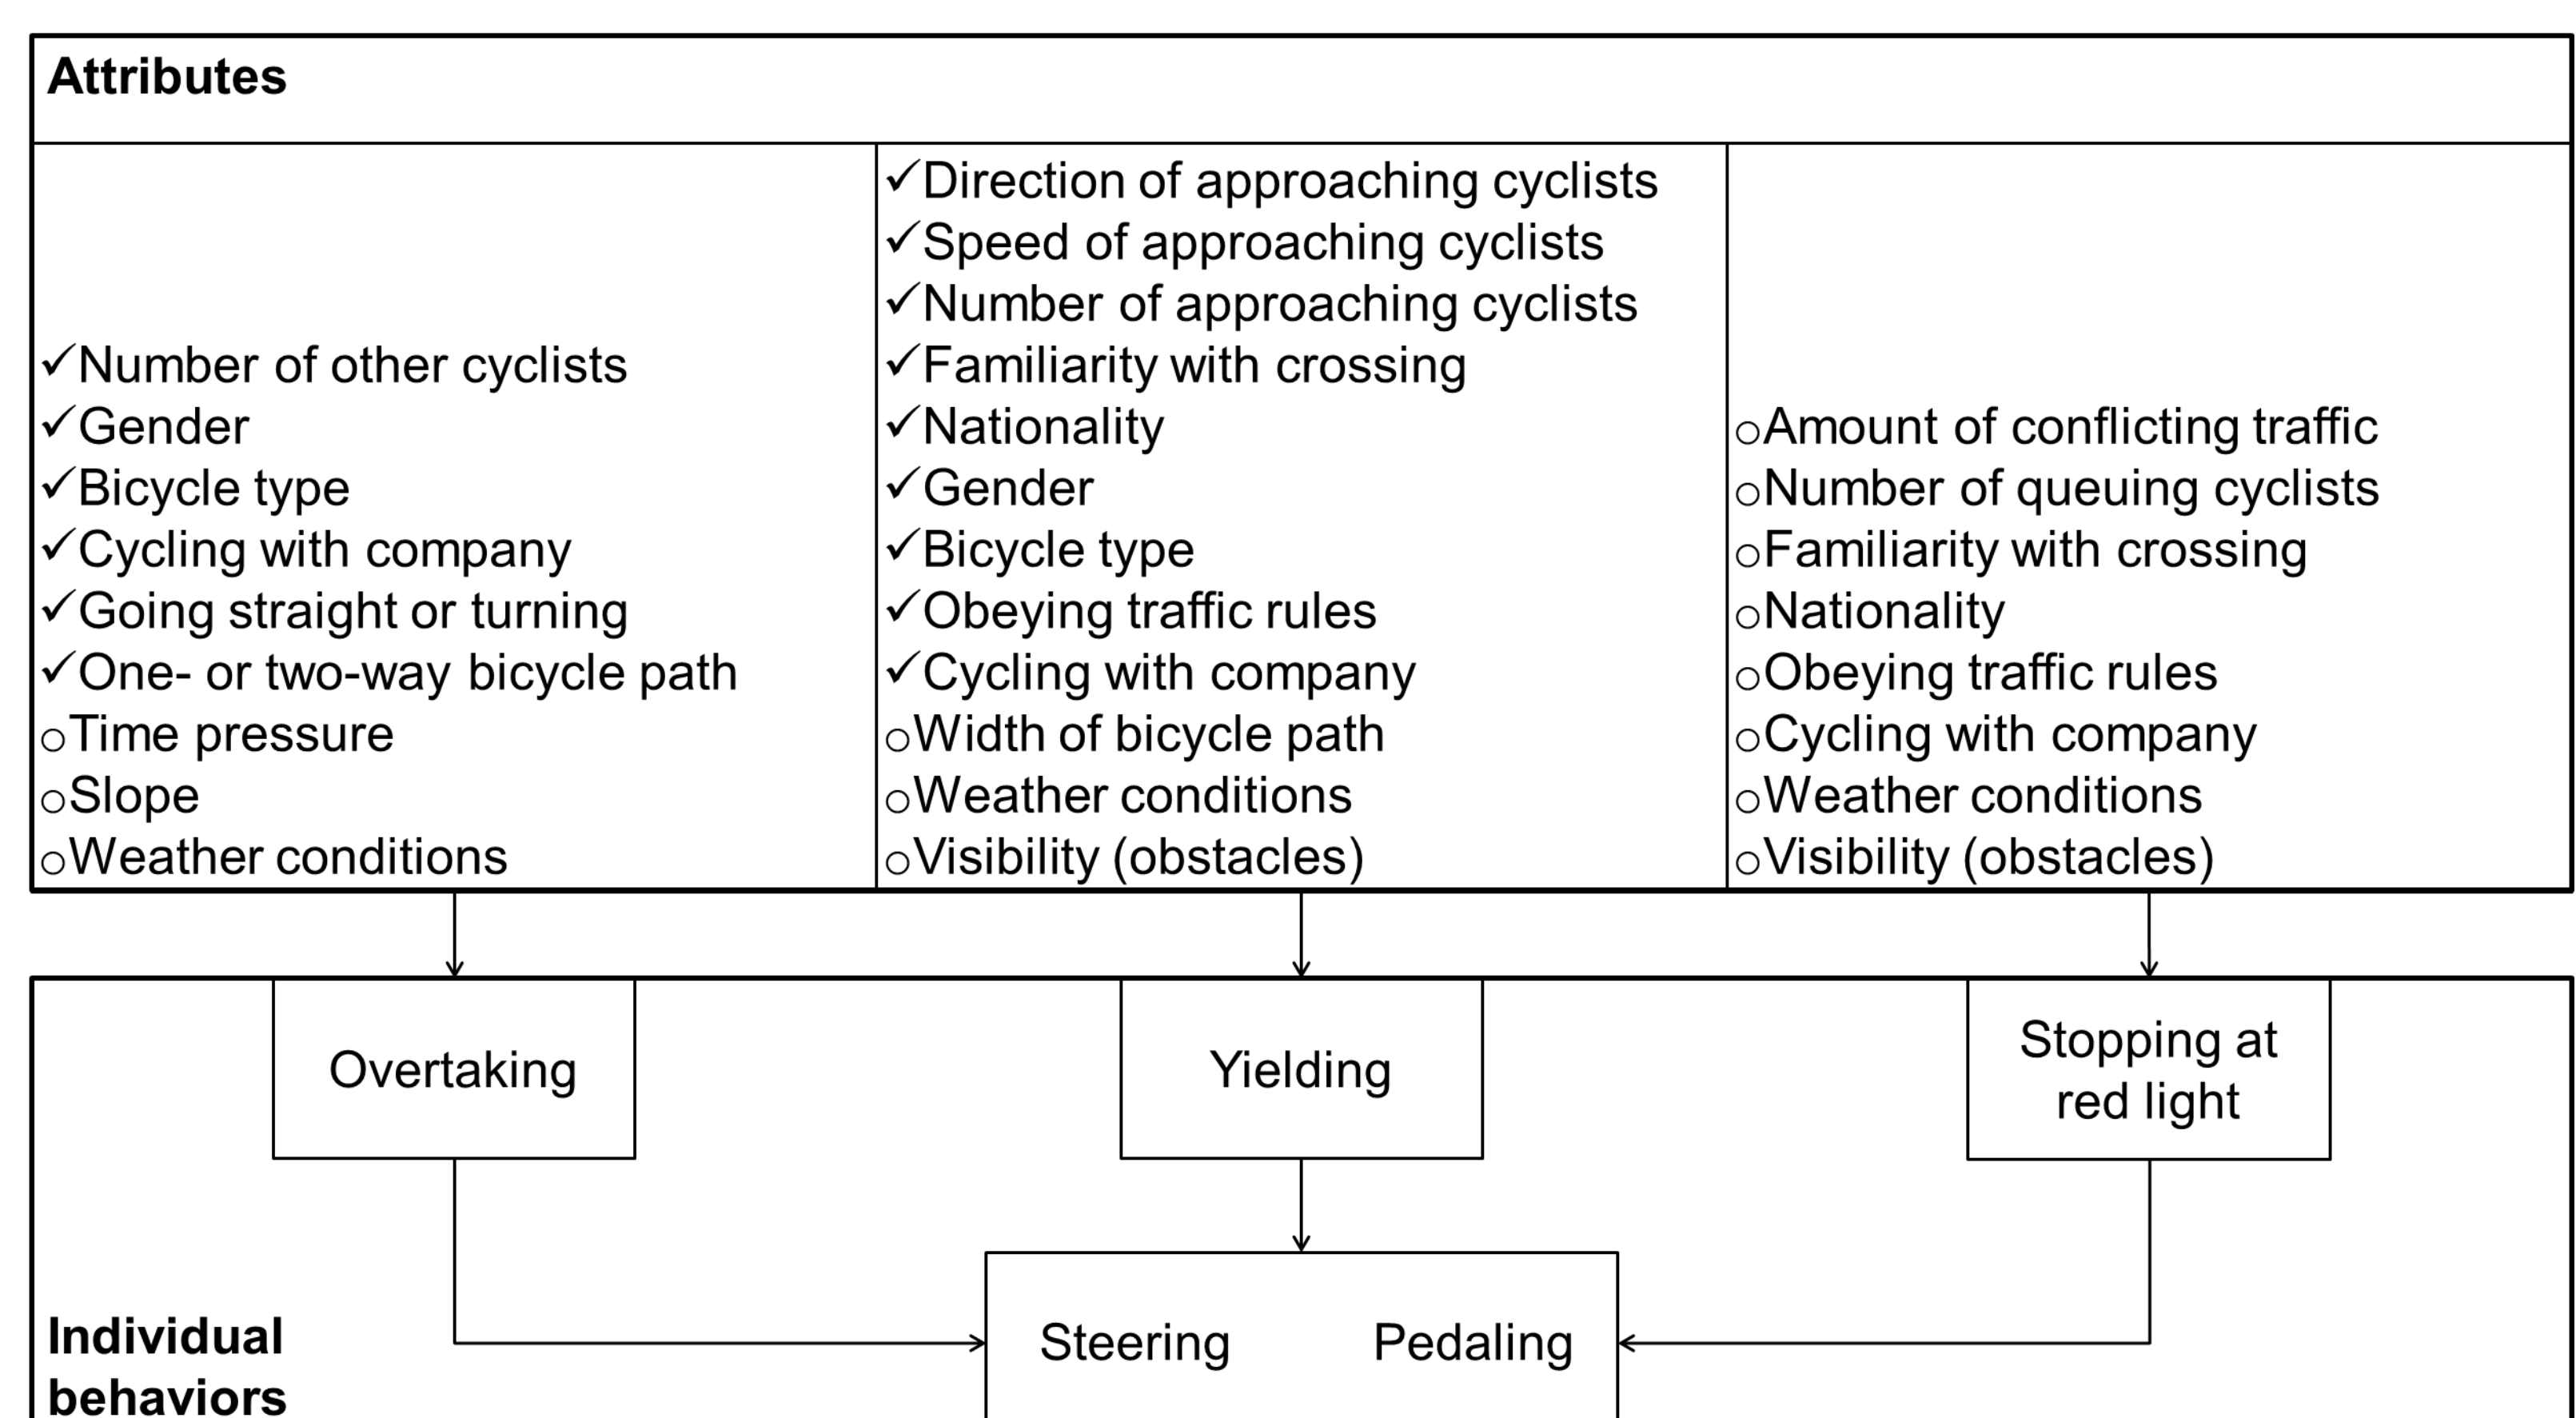 Attributes
✓Number of other cyclists
✓Gender
✓Bicycle type
✓Cycling with company
✓Going straight or turning
✓One- or two-way bicycle path
○Time pressure
○Slope
○Weather conditions
✓Direction of approaching cyclists
✓Speed of approaching cyclists
✓Number of approaching cyclists
✓Familiarity with crossing
✓Nationality
✓Gender
✓Bicycle type
✓Obeying traffic rules
✓Cycling with company
○Width of bicycle path
○Weather conditions
○Visibility (obstacles)
○Amount of conflicting traffic
○Number of queuing cyclists
○Familiarity with crossing
○Nationality
○Obeying traffic rules
○Cycling with company
○Weather conditions
○Visibility (obstacles)
Overtaking
Yielding
Stopping at
red light
Steering
Pedaling
Individual
behaviors